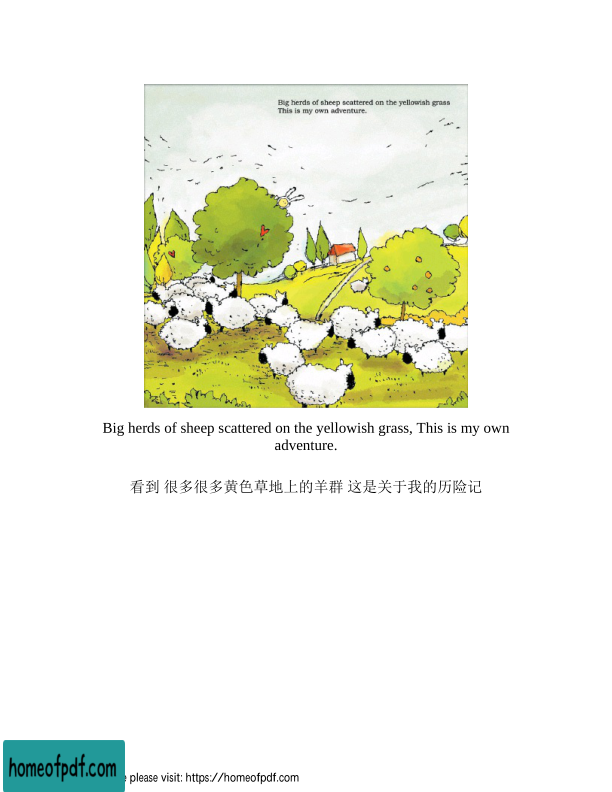 Big herds of sheep scattered on the yellowish grass
This is my own adventure.
Big herds of sheep scattered on the yellowish grass, This is my own
adventure.
看到 很多很多黄色草地上的羊群 这是关于我的历险记
homeofpdf.com
please visit: https://homeofpdf.com